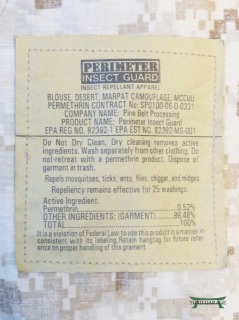 PERIMETER
INSECT GUARD
INSECT REPELLANT APPAREL
BLOUSE, DESERT, MARPAT CAMOUFLAGE, MCCUU
PERMETHRIN CONTRACT No: SPO100-06-D-0331
COMPANY NAME: Pine Belt Processing
PRODUCT NAME: Perimeter Insect Guard
EPA REG NO. 82392-1 EPA EST NO. 82392-MS-001
Do Not Dry Clean. Dry cleaning removes active
ingredients. Wash separately from other clothing. Do
not-retreat with a permethrin product. Dispose of
garment in trash.
Repels mosquitoes, ticks, ants, flies, chigger, and midges.
Repellency remains effective for 25 washings.
Active Ingredient:
Permethrin 0.52%
OTHER INGREDIENTS: (GARMENT) 99.48%
TOTAL 100%
It is a violation of Federal Law to use this product in a manner in-
consistent with its labeling. Retain hangtag for future refer-
ence on proper handling of this garment